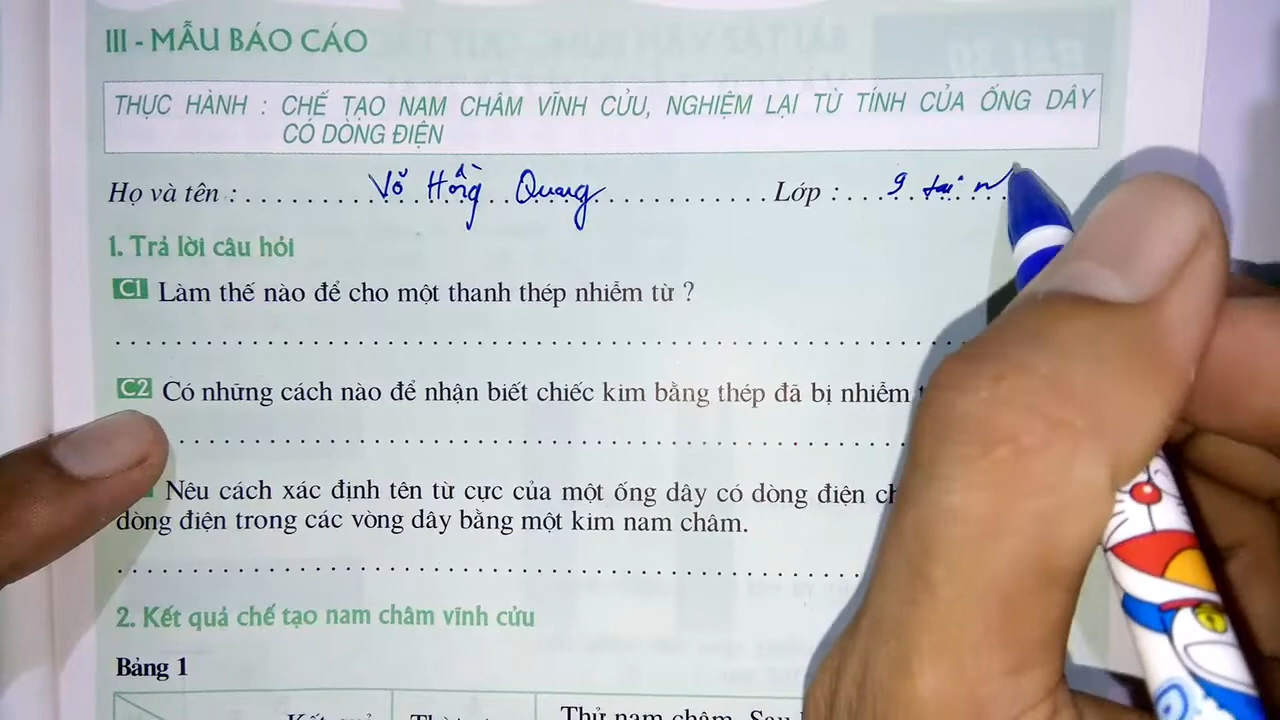 III - MẪU BÁO CÁO
THỰC HÀNH : CHẾ TẠO NAM CHÂM VĨNH CỬU, NGHIỆM LẠI TỪ TÍNH CỦA ỐNG DÂY
CÓ DÒNG ĐIỆN
Họ và tên : Võ Hồng Quang Lớp : 9 tại
1. Trả lời câu hỏi
C1 Làm thế nào để cho một thanh thép nhiễm từ ?
C2 Có những cách nào để nhận biết chiếc kim bằng thép đã bị nhiễm
Nêu cách xác định tên từ cực của một ống dây có dòng điện
dòng điện trong các vòng dây bằng một kim nam châm.
2. Kết quả chế tạo nam châm vĩnh cửu
Bảng 1
Kết quả Thử nam châm. Sau